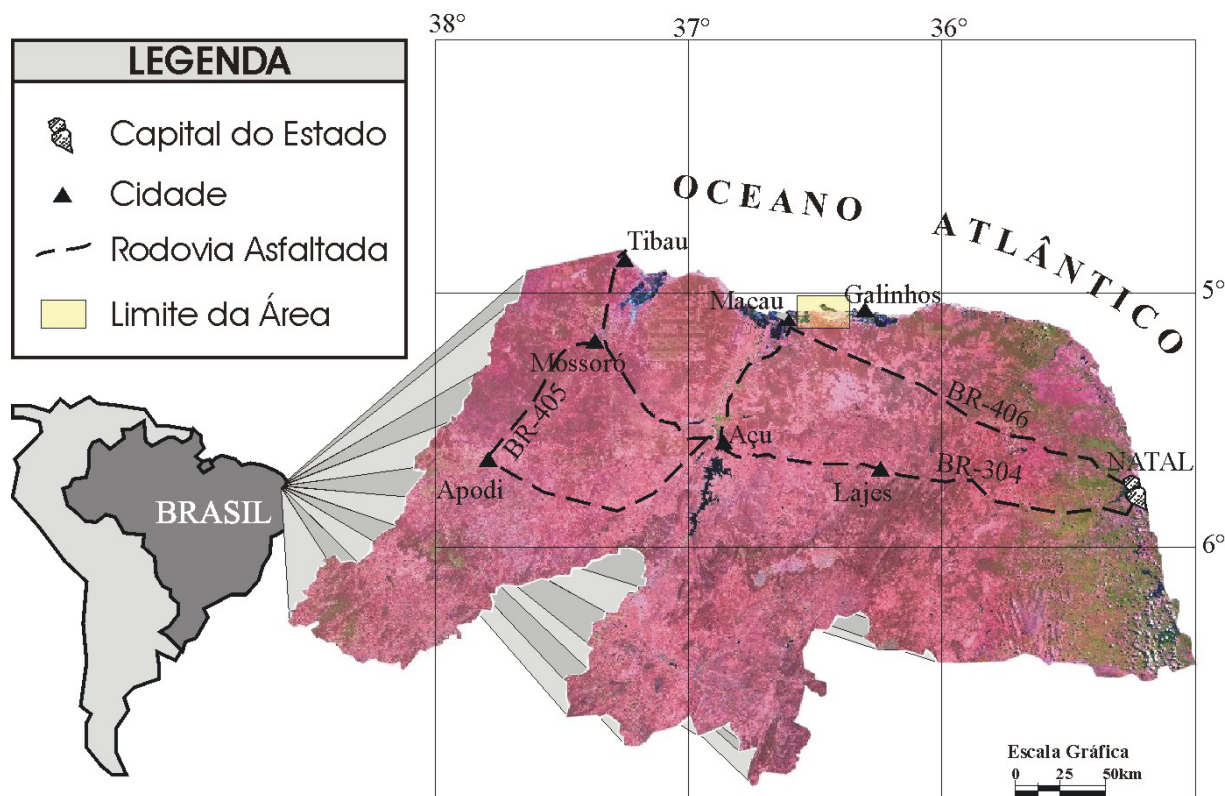 LEGENDA
Capital do Estado
Cidade
Rodovia Asfaltada
Limite da Área
BRASIL
38°
37°
36°
OCEANO ATLÂNTICO
Tibau
5°
Macau
Galinhos
Mossoró
BR-405
BR-406
Açu
BR-304
NATAL
Apodi
Lajes
6°
Escala Gráfica
0 25 50km